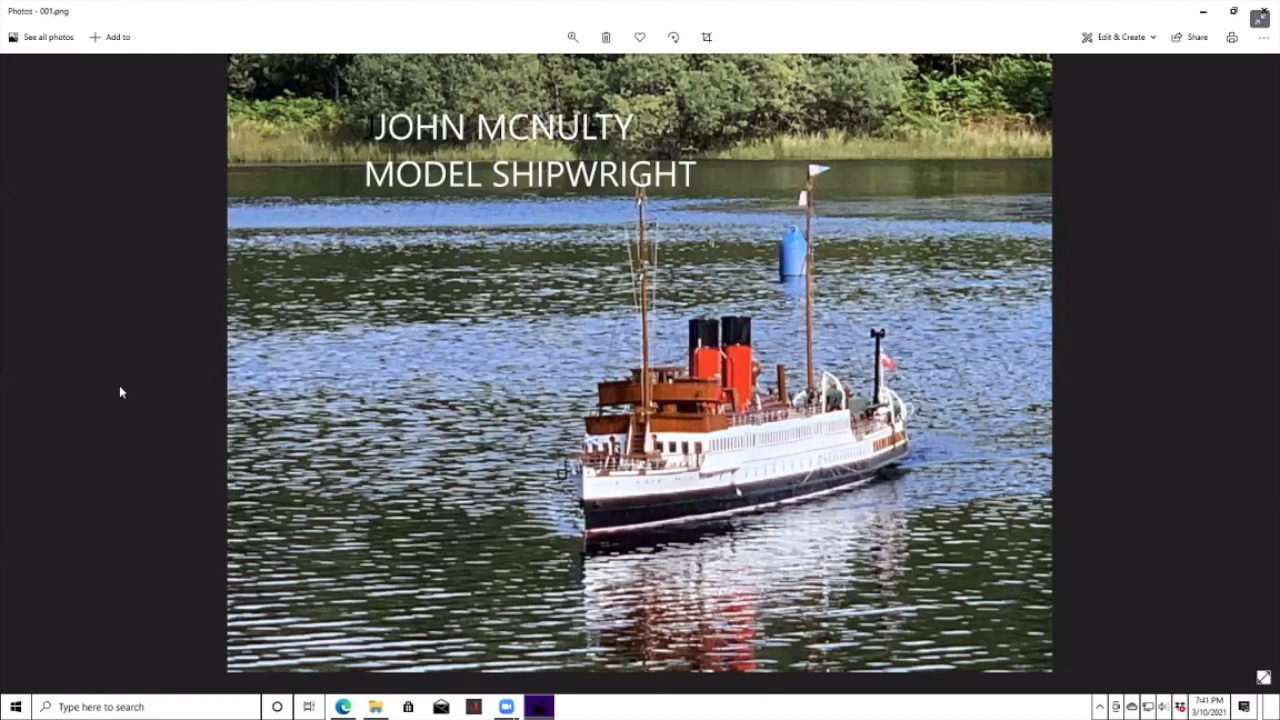 Photos - 001.png
See all photos
Add to
Edit & Create
Share
JOHN MCNULTY
MODEL SHIPWRIGHT
Type here to search
7:41 PM
3/10/2021